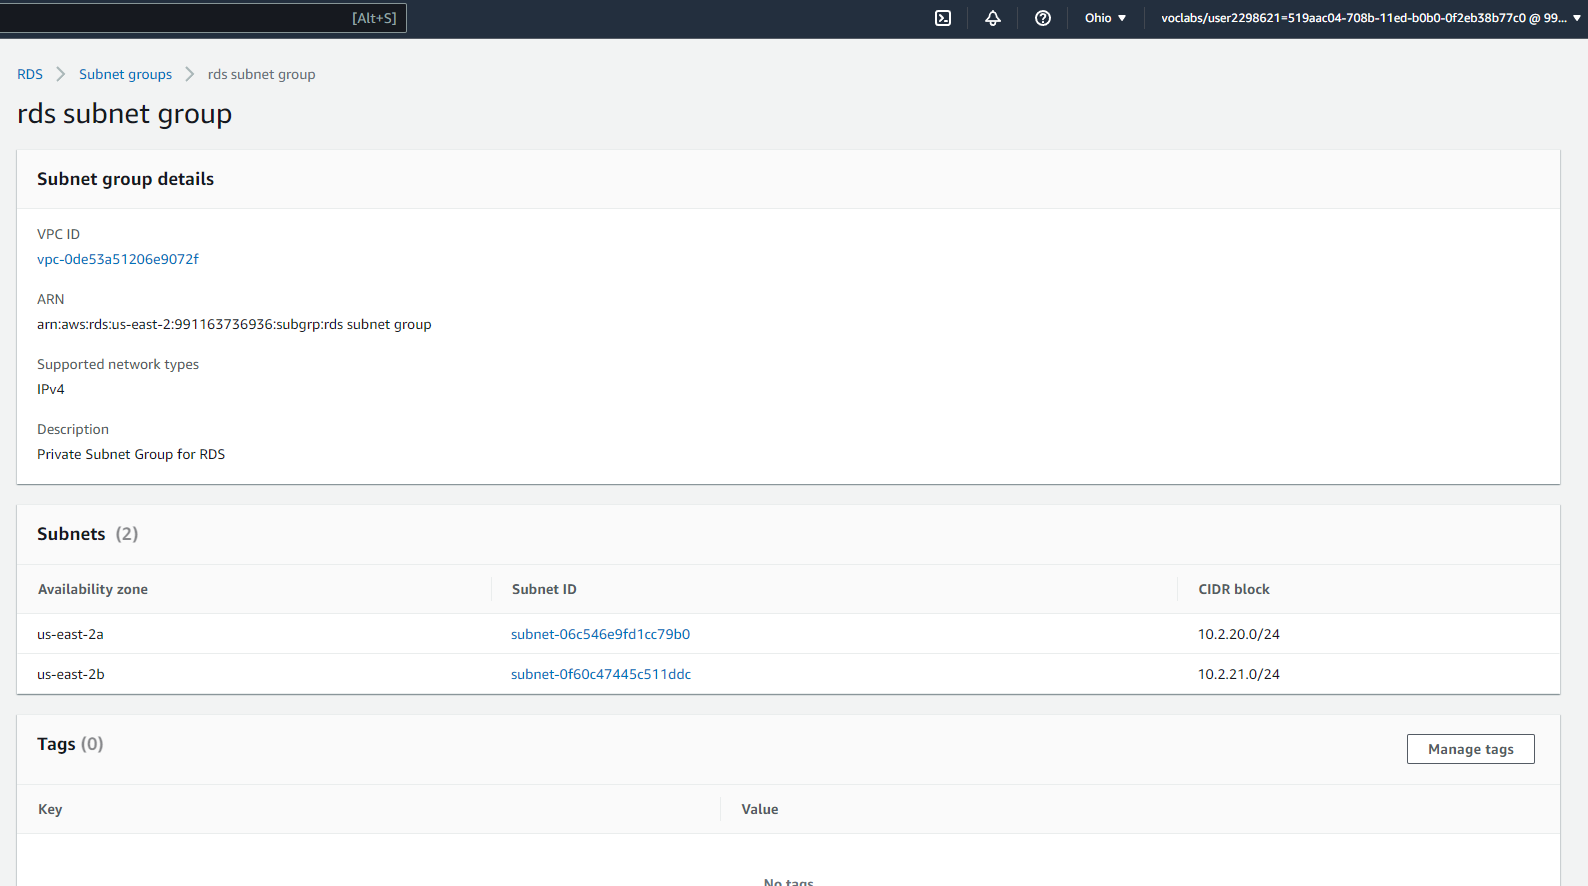 [Alt+S] Ohio voclabs/user2298621=519aac04-708b-11ed-b0b0-0f2eb38b77c0 @ 99...
RDS Subnet groups rds subnet group
rds subnet group
Subnet group details
VPC ID
vpc-0de53a51206e9072f
ARN
arn:aws:rds:us-east-2:991163736936:subgrp:rds subnet group
Supported network types
IPv4
Description
Private Subnet Group for RDS
Subnets (2)
Availability zone Subnet ID CIDR block
us-east-2a subnet-06c546e9fd1cc79b0 10.2.20.0/24
us-east-2b subnet-0f60c47445c511ddc 10.2.21.0/24
Tags (0) Manage tags
Key Value
No tags